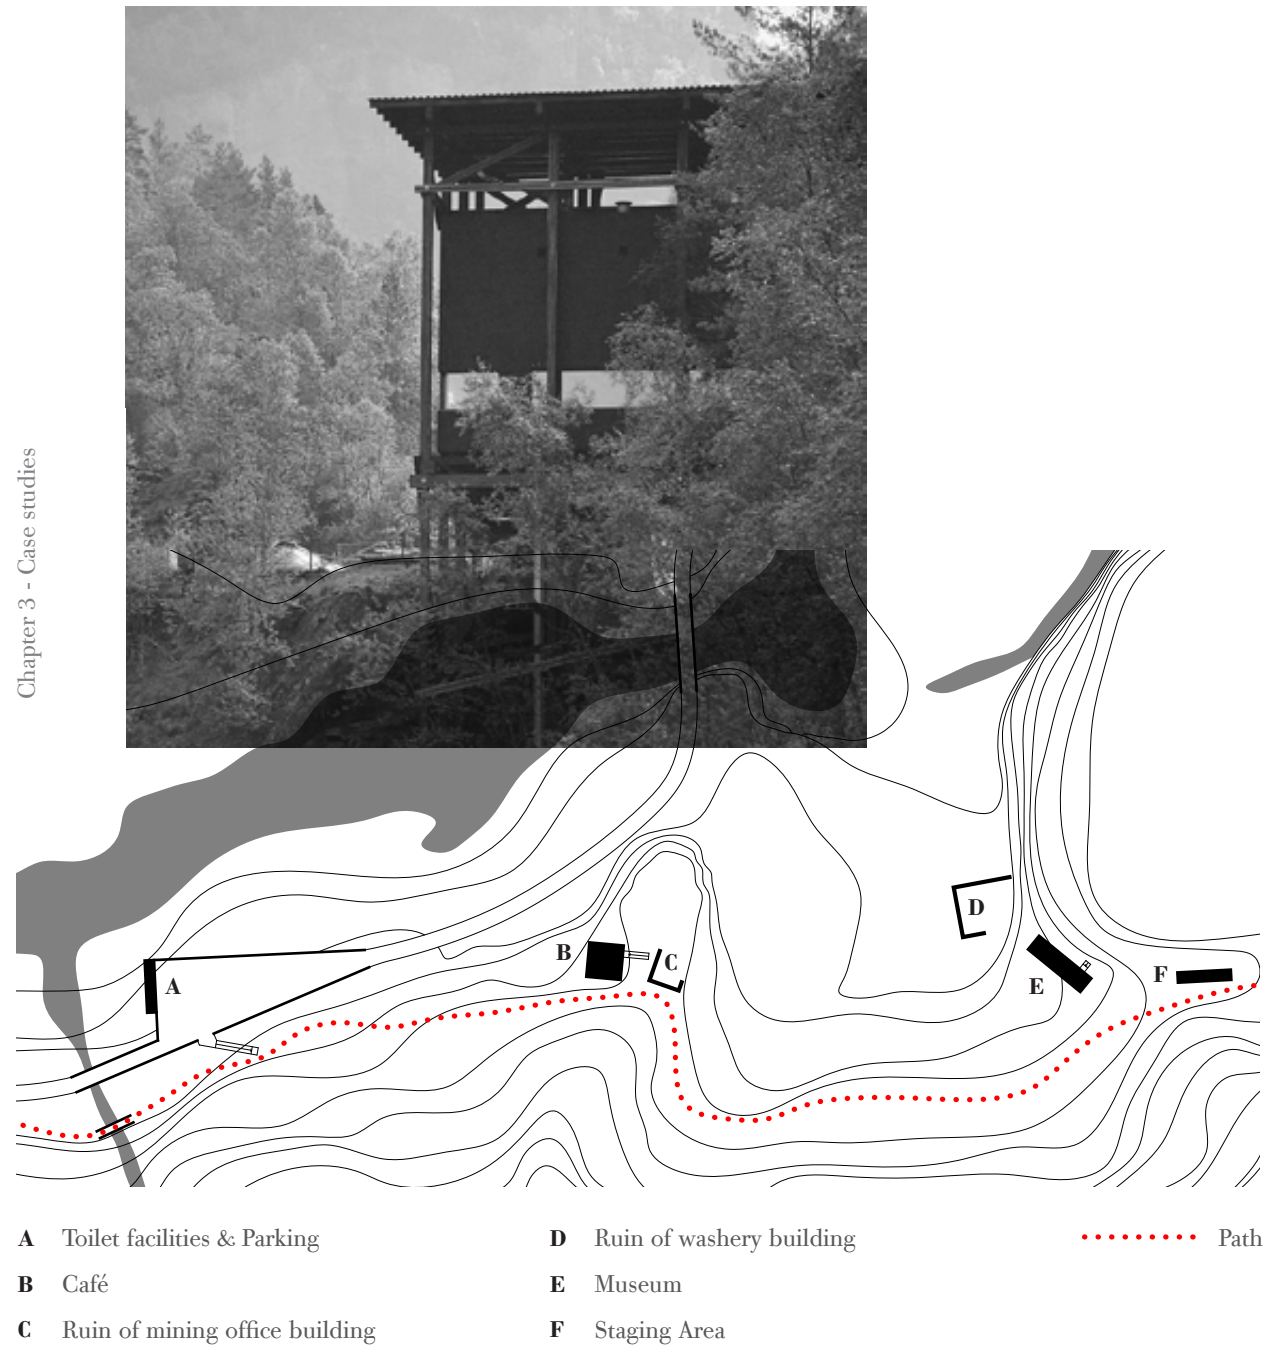 Chapter 3 - Case studies
A
B
C
D
E
F
A Toilet facilities & Parking
B Café
C Ruin of mining office building
D Ruin of washery building
E Museum
F Staging Area
Path